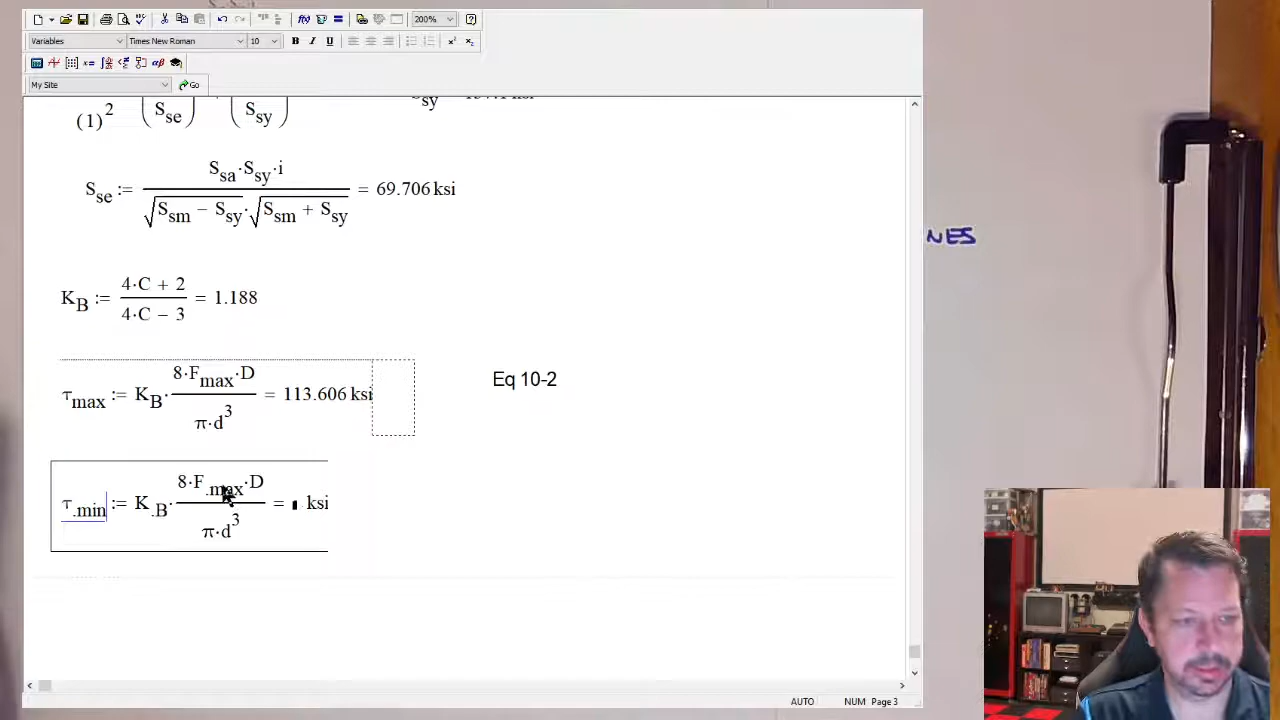 200%
Variables Times New Roman 10 B I U
My Site Go
(1)^2 (S_se) (S_sy)
S_se := S_sa·S_sy·i / (√(S_sm − S_sy)·√(S_sm + S_sy)) = 69.706 ksi
NES
K_B := (4·C + 2) / (4·C − 3) = 1.188
τ_max := K_B · (8·F_max·D) / (π·d^3) = 113.606 ksi
Eq 10-2
τ_.min := K_.B · (8·F_.max·D) / (π·d^3) = ▪ ksi
AUTO NUM Page 3